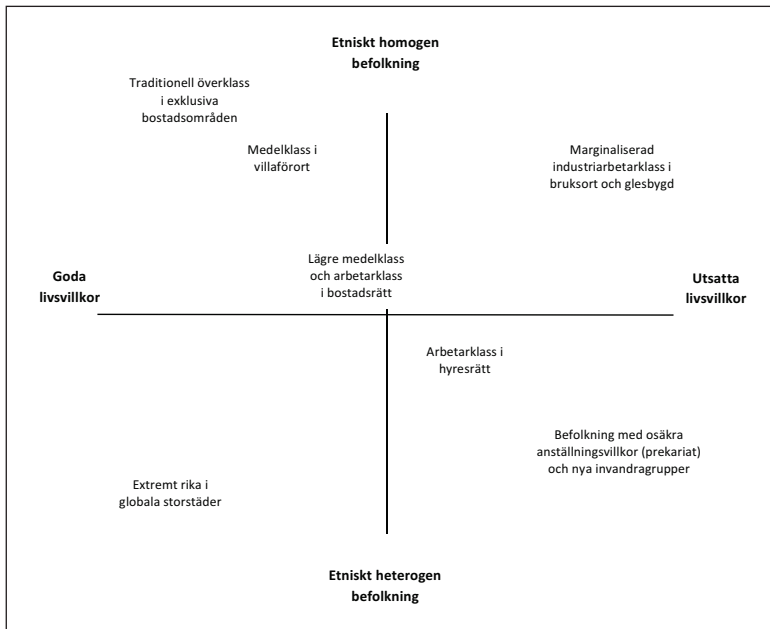 Etniskt homogen
befolkning
Traditionell överklass
i exklusiva
bostadsområden
Medelklass i
villaförort
Marginaliserad
industriarbetarklass i
bruksort och glesbygd
Lägre medelklass
och arbetarklass
i bostadsrätt
Goda
livsvillkor
Utsatta
livsvillkor
Arbetarklass i
hyresrätt
Befolkning med osäkra
anställningsvillkor (prekariat)
och nya invandragrupper
Extremt rika i
globala storstäder
Etniskt heterogen
befolkning